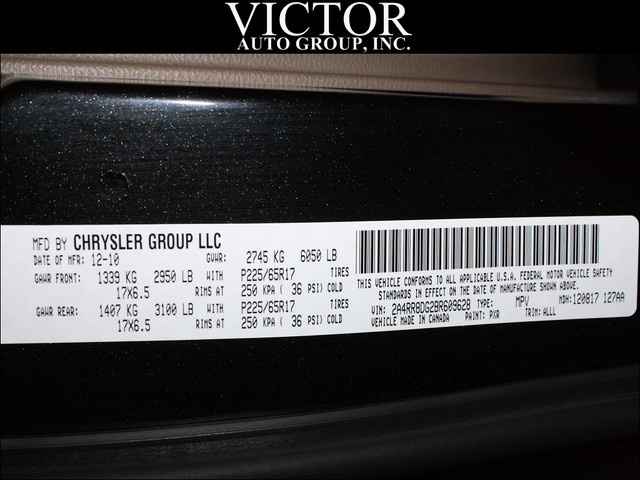 VICTOR
AUTO GROUP, INC.
MFD BY CHRYSLER GROUP LLC
DATE OF MFR: 12-10 GVWR: 2745 KG 6050 LB
GAWR FRONT: 1339 KG 2950 LB WITH P225/65R17 TIRES
17X6.5 RIMS AT 250 KPA ( 36 PSI) COLD
GAWR REAR: 1407 KG 3100 LB WITH P225/65R17 TIRES
17X6.5 RIMS AT 250 KPA ( 36 PSI) COLD
THIS VEHICLE CONFORMS TO ALL APPLICABLE U.S.A. FEDERAL MOTOR VEHICLE SAFETY
STANDARDS IN EFFECT ON THE DATE OF MANUFACTURE SHOWN ABOVE.
VIN: 2A4RR8DG2BR609628 TYPE: MPV MDH: 120817 127AA
VEHICLE MADE IN CANADA PAINT: PXR TRIM: ALLL